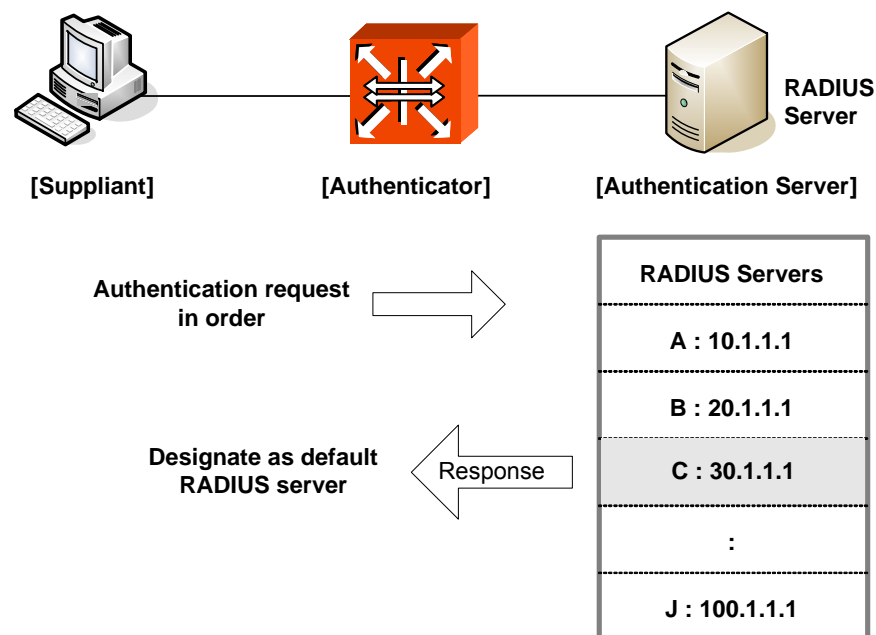 RADIUS
Server
[Suppliant]
[Authenticator]
[Authentication Server]
Authentication request
in order
RADIUS Servers
A : 10.1.1.1
B : 20.1.1.1
Designate as default
RADIUS server
Response
C : 30.1.1.1
:
J : 100.1.1.1